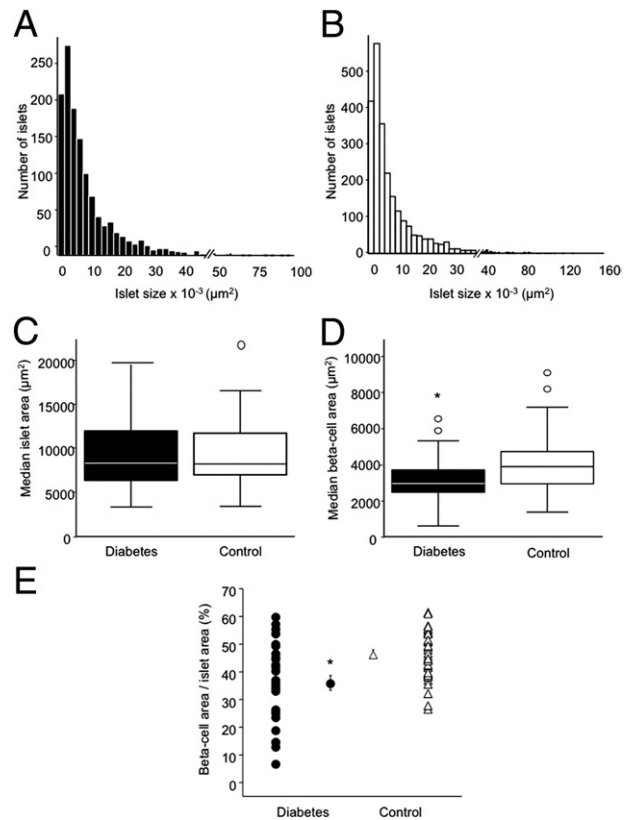 A
250
200
150
100
50
0
Number of islets
0 10 20 30 40 50 75 100
Islet size x 10⁻³ (µm²)
B
500
400
300
200
100
0
Number of islets
0 10 20 30 40 80 120 160
Islet size x 10⁻³ (µm²)
C
20000
15000
10000
5000
0
Median islet area (µm²)
Diabetes Control
D
10000
8000
6000
4000
2000
0
Median beta-cell area (µm²)
*
Diabetes Control
E
70
60
50
40
30
20
10
0
Beta-cell area / islet area (%)
*
Diabetes Control